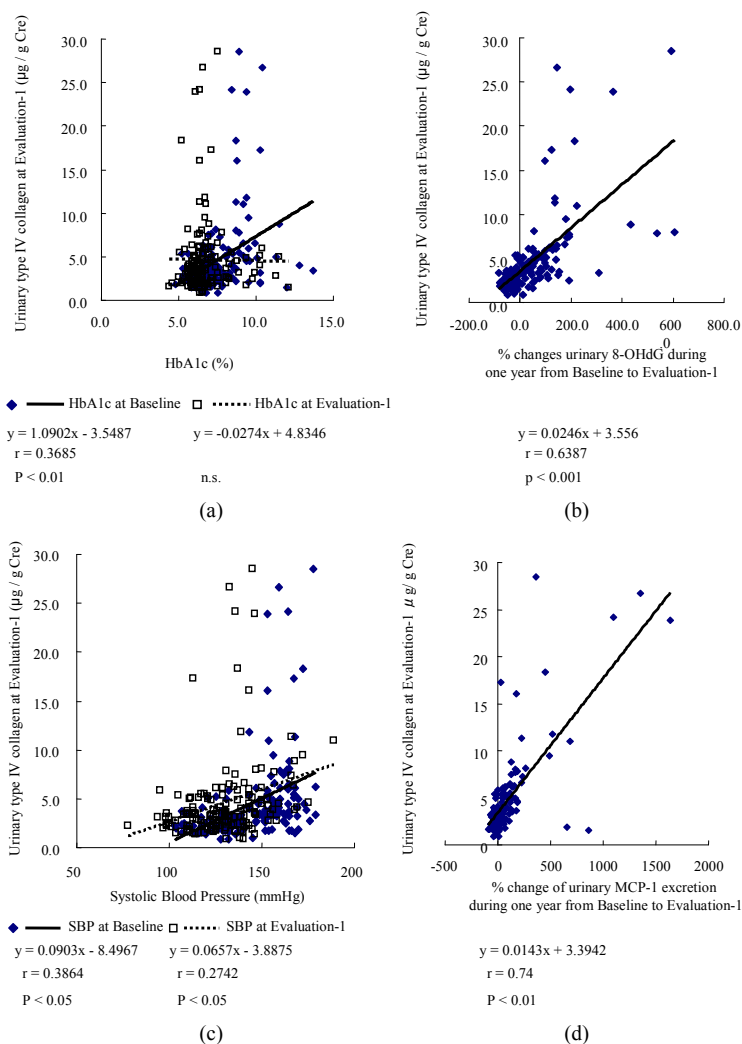 Urinary type IV collagen at Evaluation-1 (μg / g Cre)
30.0
25.0
20.0
15.0
10.0
5.0
0.0
0.0
5.0
10.0
15.0
HbA1c (%)
HbA1c at Baseline
HbA1c at Evaluation-1
y = 1.0902x - 3.5487
r = 0.3685
P < 0.01
y = -0.0274x + 4.8346
n.s.
(a)
Urinary type IV collagen at Evaluation-1 (μg / g Cre)
30.0
25.0
20.0
15.0
10.0
5.0
0.0
-200.0
0.0
200.0
400.0
600.0
800.0
.0
% changes urinary 8-OHdG during
one year from Baseline to Evaluation-1
y = 0.0246x + 3.556
r = 0.6387
p < 0.001
(b)
Urinary type IV collagen at Evaluation-1 (μg / g Cre)
30.0
25.0
20.0
15.0
10.0
5.0
0.0
50
100
150
200
Systolic Blood Pressure (mmHg)
SBP at Baseline
SBP at Evaluation-1
y = 0.0903x - 8.4967
r = 0.3864
P < 0.05
y = 0.0657x - 3.8875
r = 0.2742
P < 0.05
(c)
Urinary type IV collagen at Evaluation-1 μ g/ g Cre)
30
25
20
15
10
5
0
-500
0
500
1000
1500
2000
% change of urinary MCP-1 excretion
during one year from Baseline to Evaluation-1
y = 0.0143x + 3.3942
r = 0.74
P < 0.01
(d)